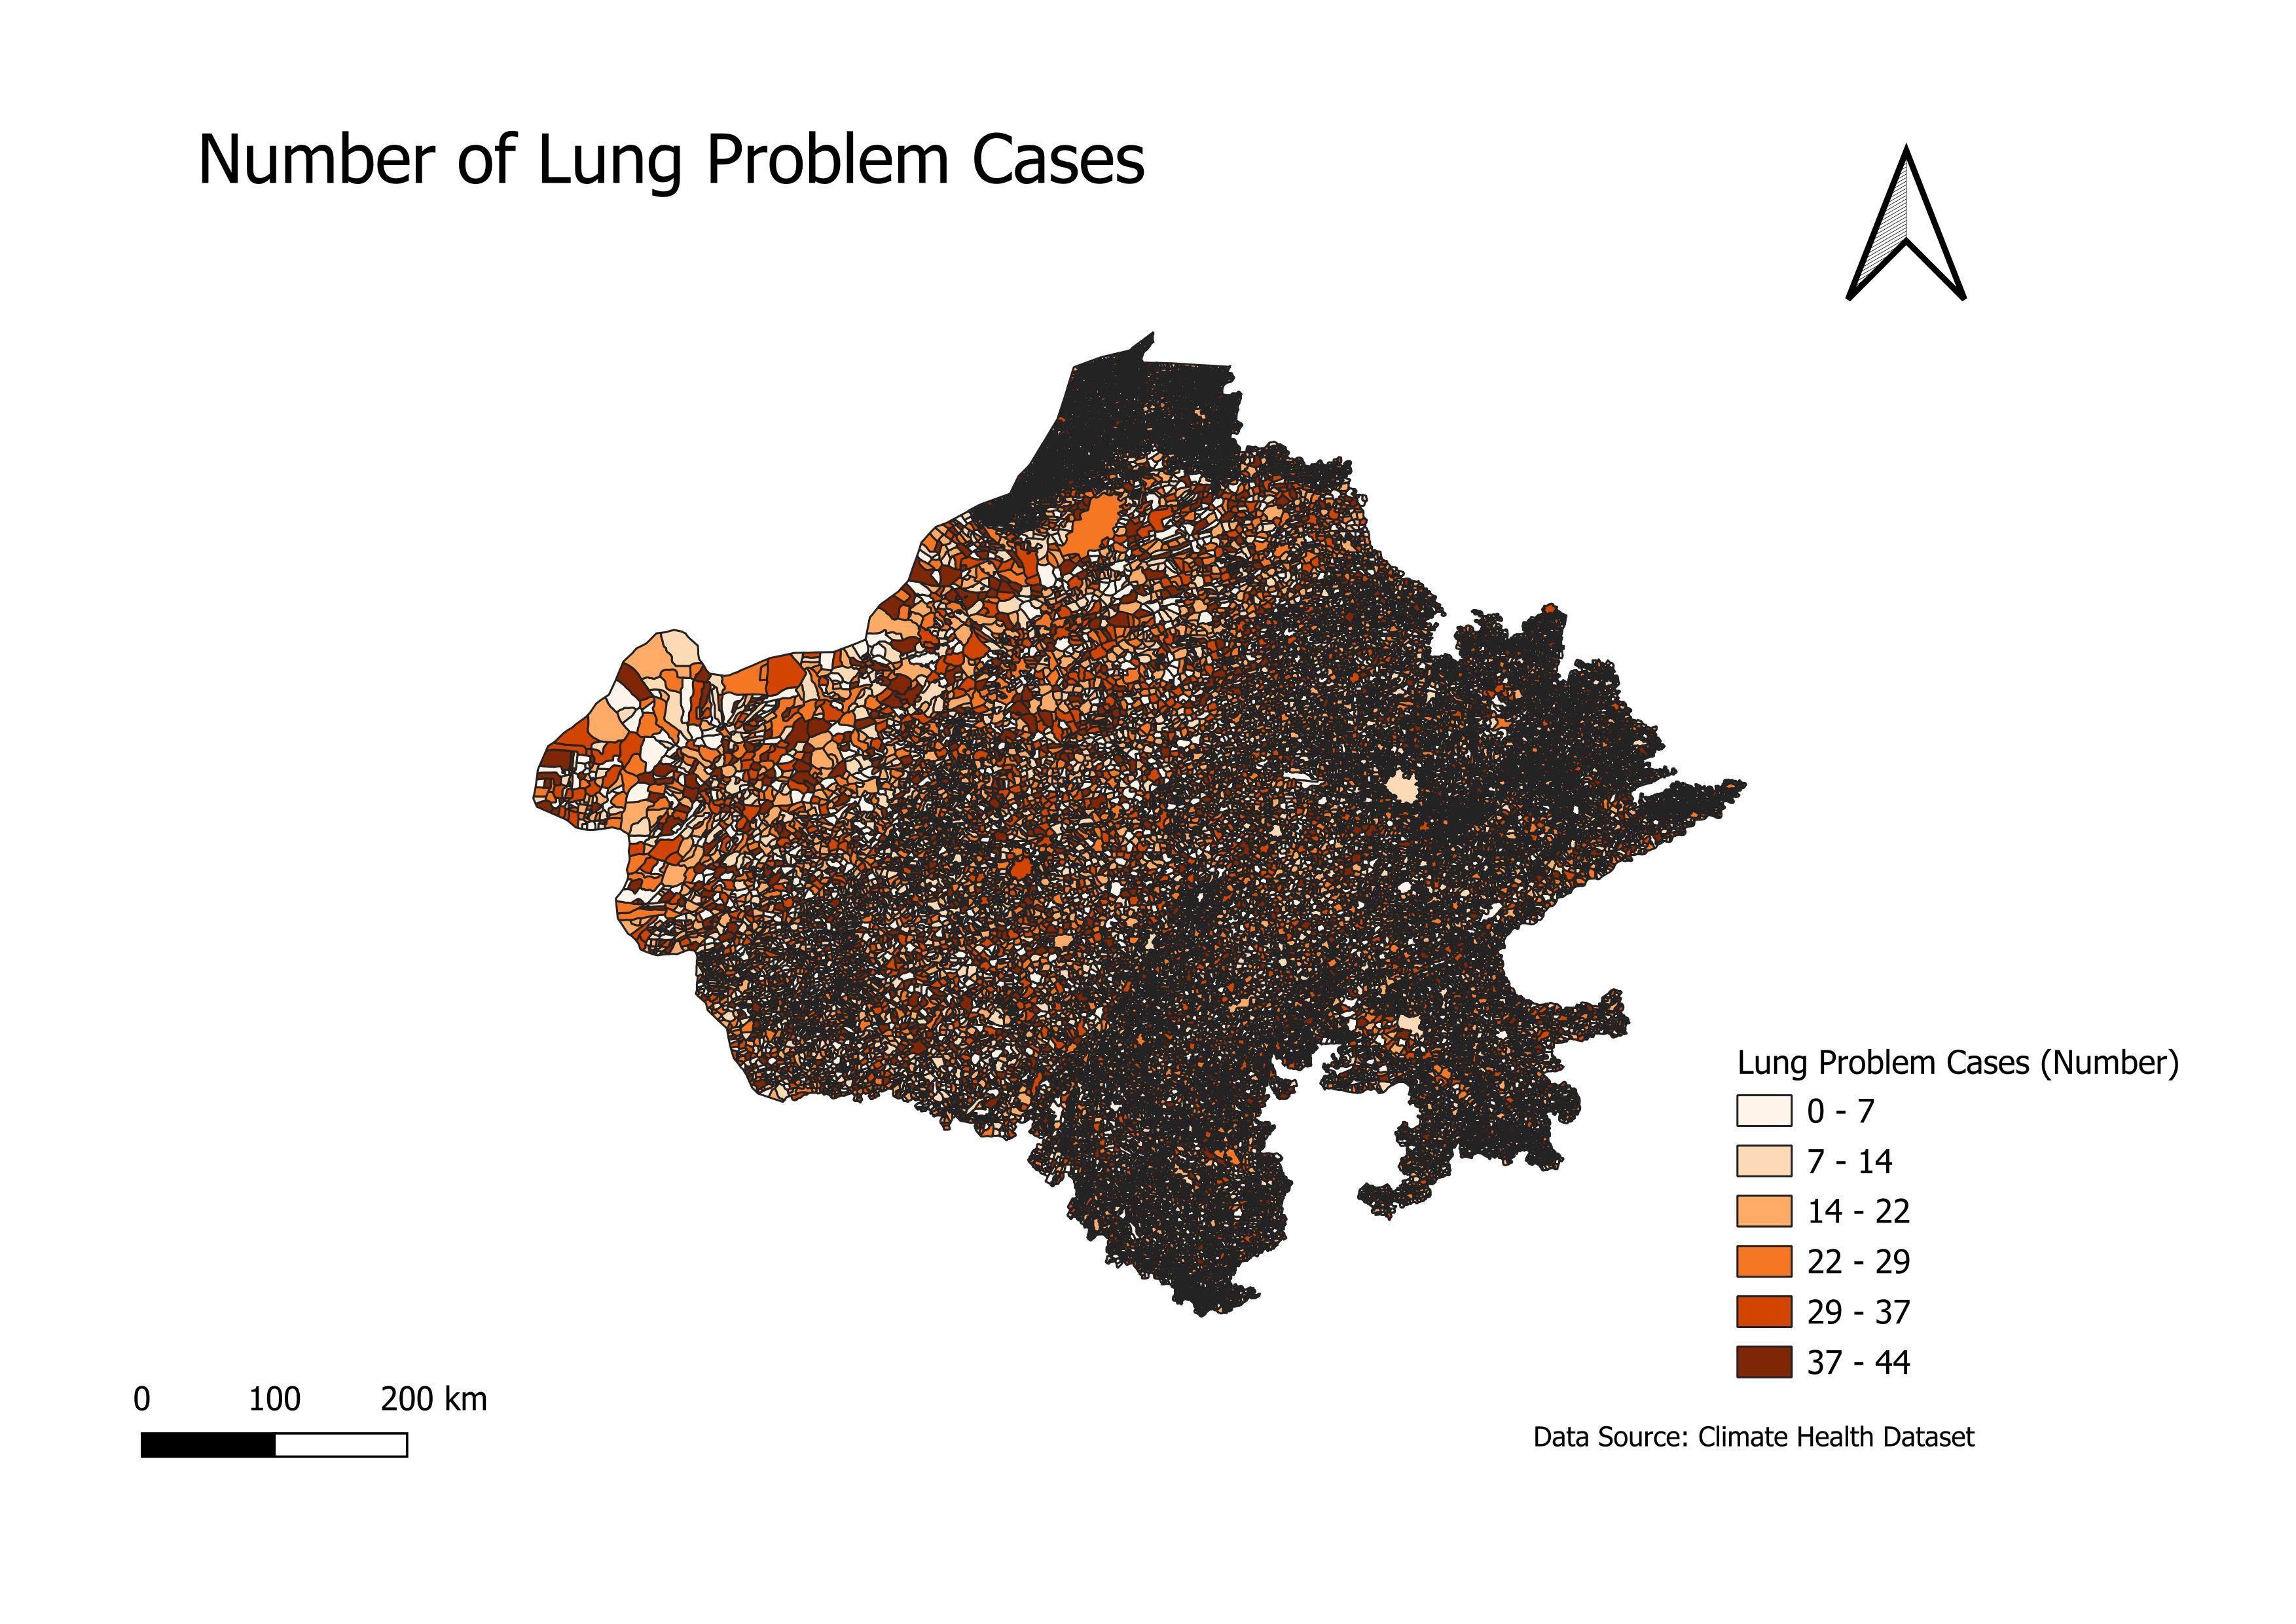 Number of Lung Problem Cases
Lung Problem Cases (Number)
0 - 7
7 - 14
14 - 22
22 - 29
29 - 37
37 - 44
0 100 200 km
Data Source: Climate Health Dataset